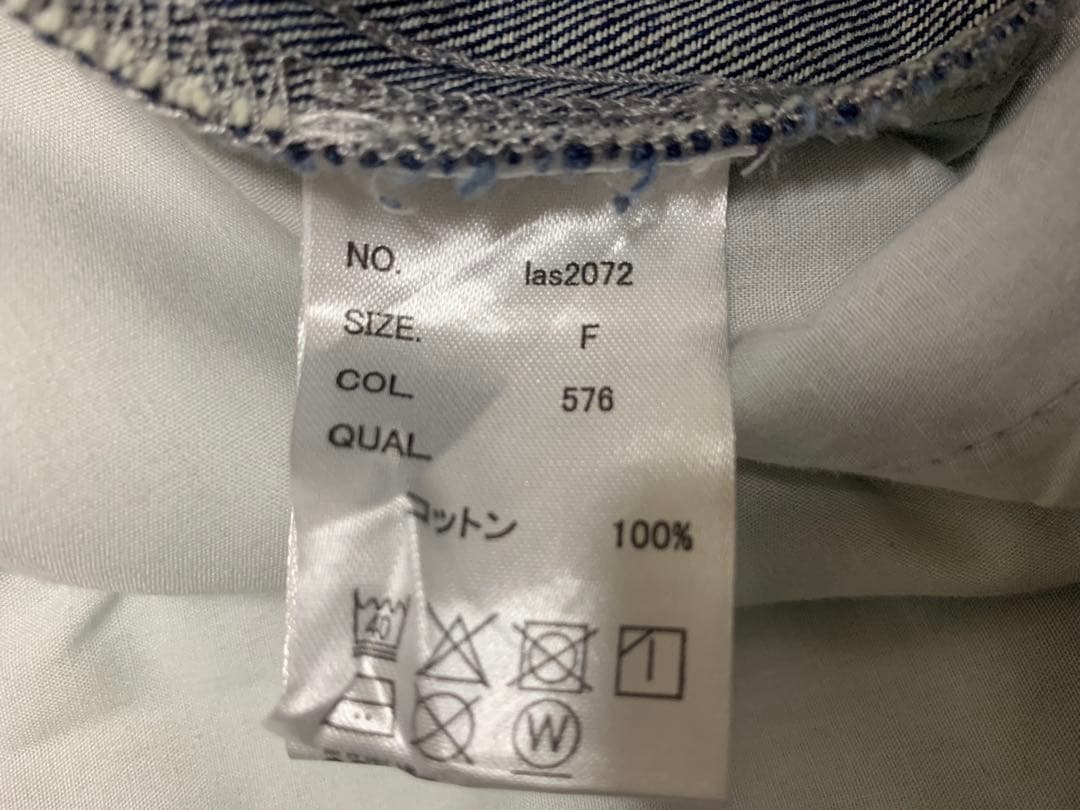 NO. las2072
SIZE. F
COL. 576
QUAL.
コットン 100%
40
W